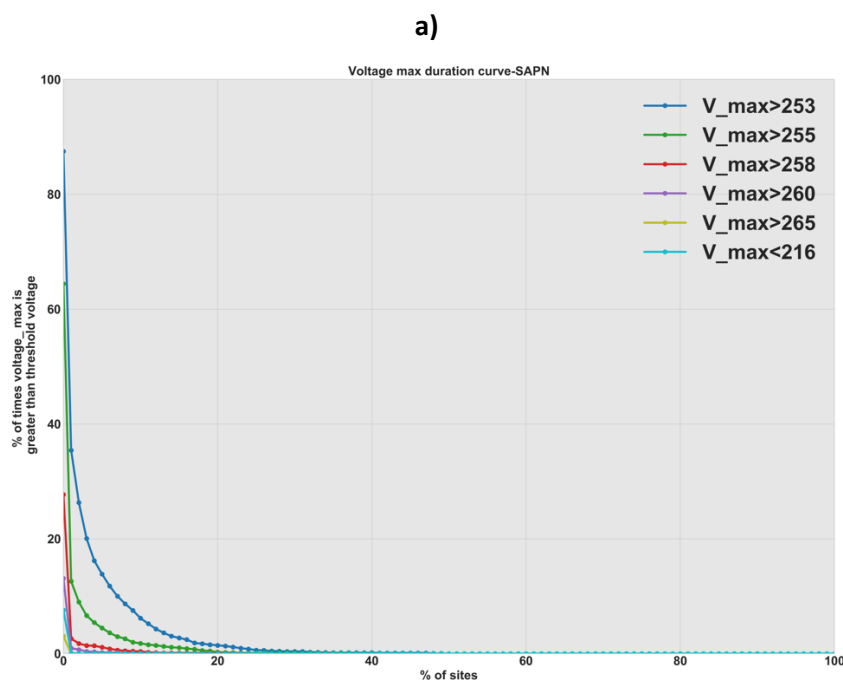 a)
Voltage max duration curve-SAPN
100
80
60
40
20
0
% of times voltage_max is
greater than threshold voltage
V_max>253
V_max>255
V_max>258
V_max>260
V_max>265
V_max<216
0 20 40 60 80 100
% of sites